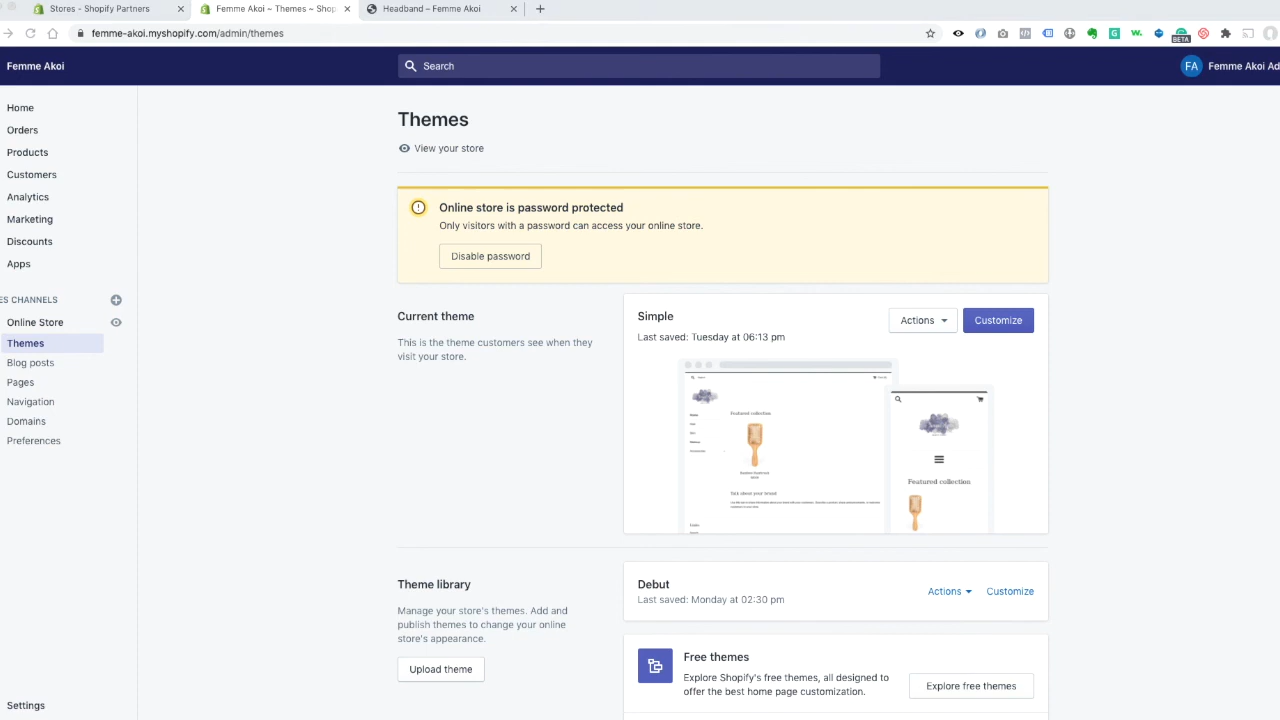 Stores - Shopify Partners
Femme Akoi ~ Themes ~ Shop
Headband – Femme Akoi
femme-akoi.myshopify.com/admin/themes
BETA
Femme Akoi
Search
FA
Femme Akoi Ad
Home
Orders
Products
Customers
Analytics
Marketing
Discounts
Apps
ES CHANNELS
Online Store
Themes
Blog posts
Pages
Navigation
Domains
Preferences
Settings
Themes
View your store
Online store is password protected
Only visitors with a password can access your online store.
Disable password
Current theme
This is the theme customers see when they
visit your store.
Simple
Last saved: Tuesday at 06:13 pm
Actions
Customize
Featured collection
Talk about your brand
Featured collection
Theme library
Manage your store's themes. Add and
publish themes to change your online
store's appearance.
Upload theme
Debut
Last saved: Monday at 02:30 pm
Actions
Customize
Free themes
Explore Shopify's free themes, all designed to
offer the best home page customization.
Explore free themes